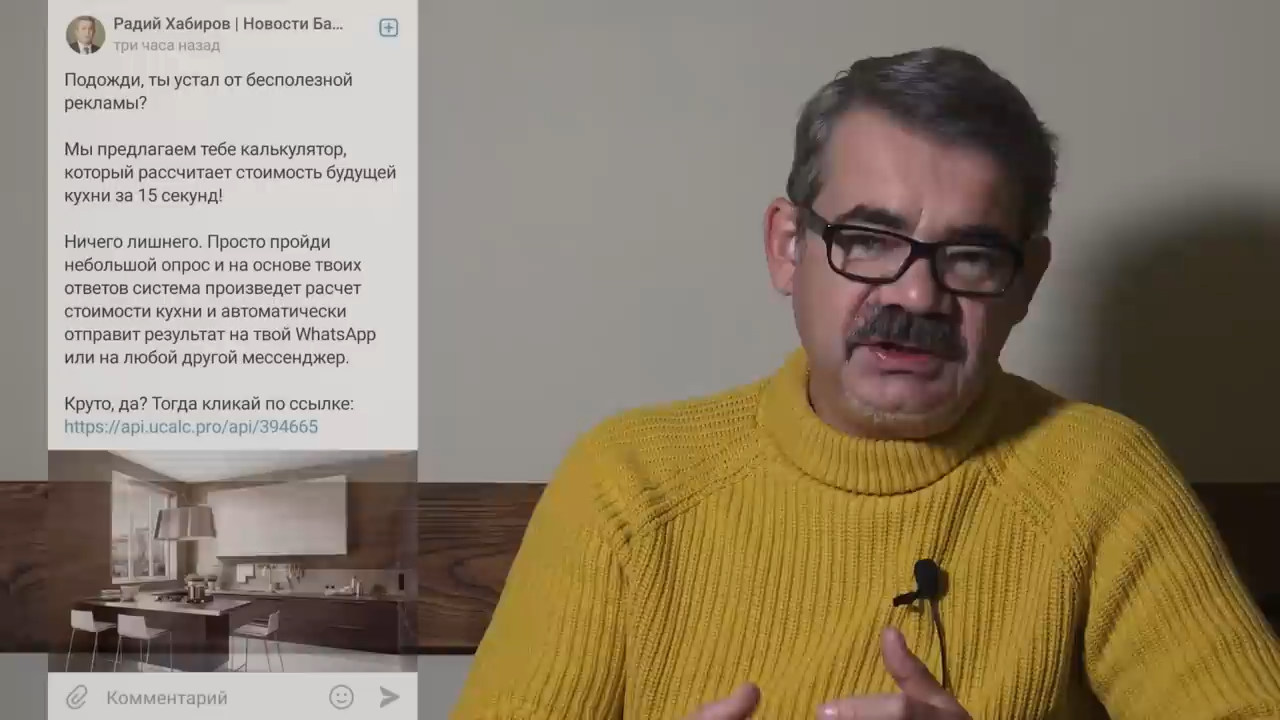 Радий Хабиров | Новости Ба...
три часа назад
Подожди, ты устал от бесполезной
рекламы?
Мы предлагаем тебе калькулятор,
который рассчитает стоимость будущей
кухни за 15 секунд!
Ничего лишнего. Просто пройди
небольшой опрос и на основе твоих
ответов система произведет расчет
стоимости кухни и автоматически
отправит результат на твой WhatsApp
или на любой другой мессенджер.
Круто, да? Тогда кликай по ссылке:
https://api.ucalc.pro/api/394665
Комментарий